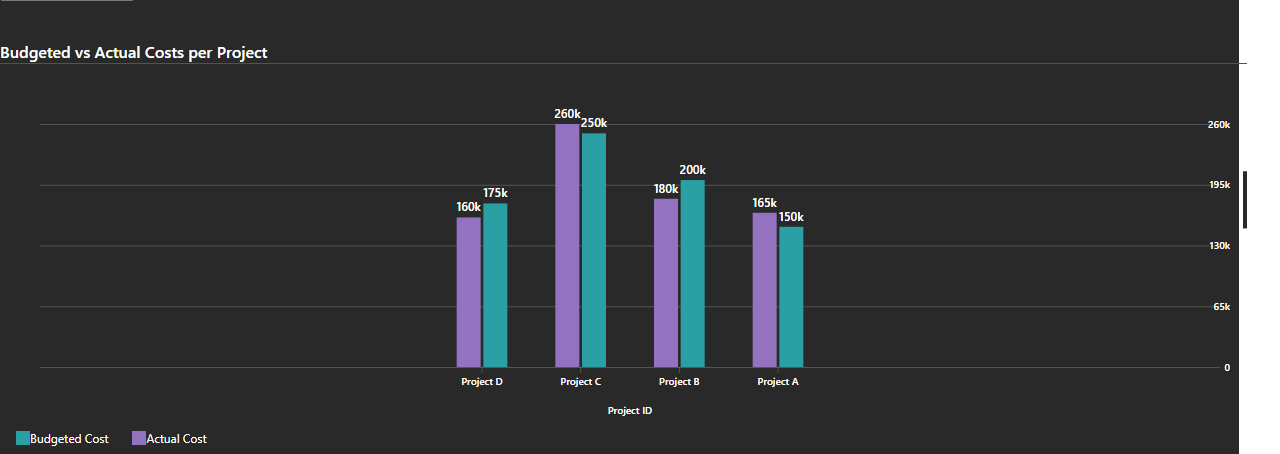 Budgeted vs Actual Costs per Project
260k
250k
200k
180k
175k
165k
160k
150k
260k
195k
130k
65k
0
Project D Project C Project B Project A
Project ID
Budgeted Cost Actual Cost